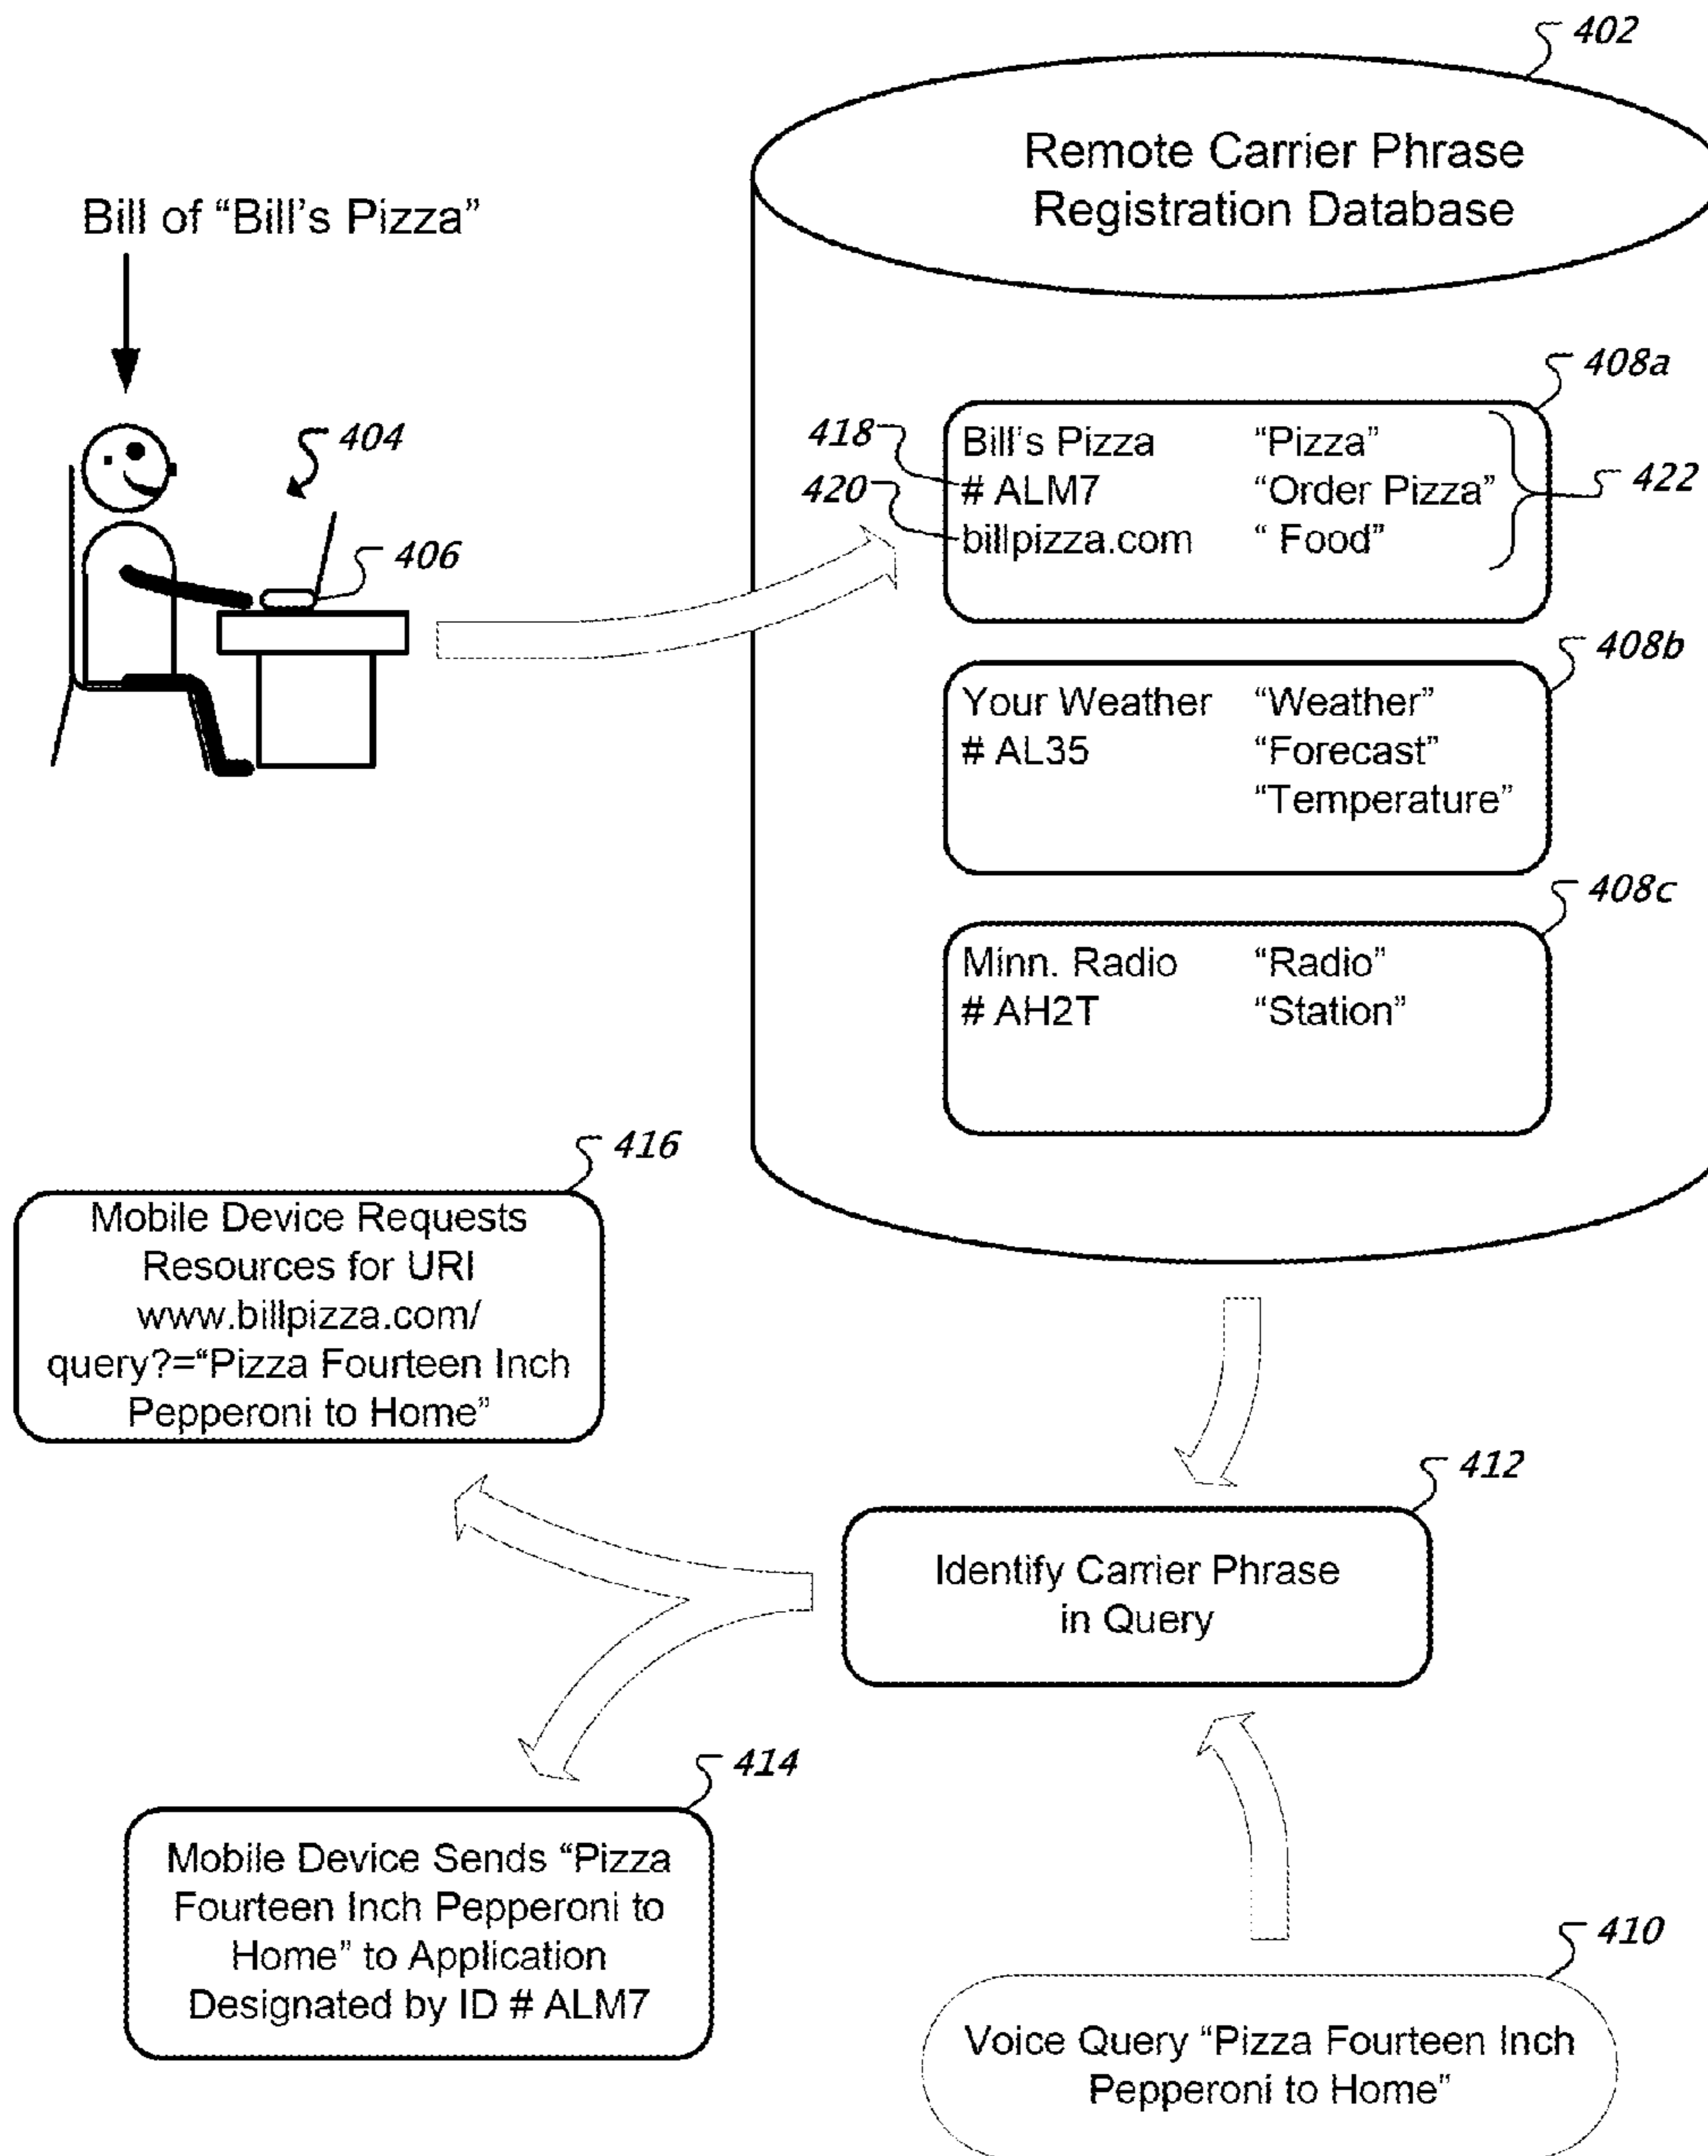 402
Remote Carrier Phrase
Registration Database
Bill of “Bill's Pizza”
404
406
408a
418
Bill's Pizza “Pizza”
420
# ALM7 “Order Pizza”
422
billpizza.com “ Food”
408b
Your Weather “Weather”
# AL35 “Forecast”
“Temperature”
408c
Minn. Radio “Radio”
# AH2T “Station”
416
Mobile Device Requests
Resources for URI
www.billpizza.com/
query?=“Pizza Fourteen Inch
Pepperoni to Home”
412
Identify Carrier Phrase
in Query
414
Mobile Device Sends “Pizza
Fourteen Inch Pepperoni to
Home” to Application
Designated by ID # ALM7
410
Voice Query “Pizza Fourteen Inch
Pepperoni to Home”